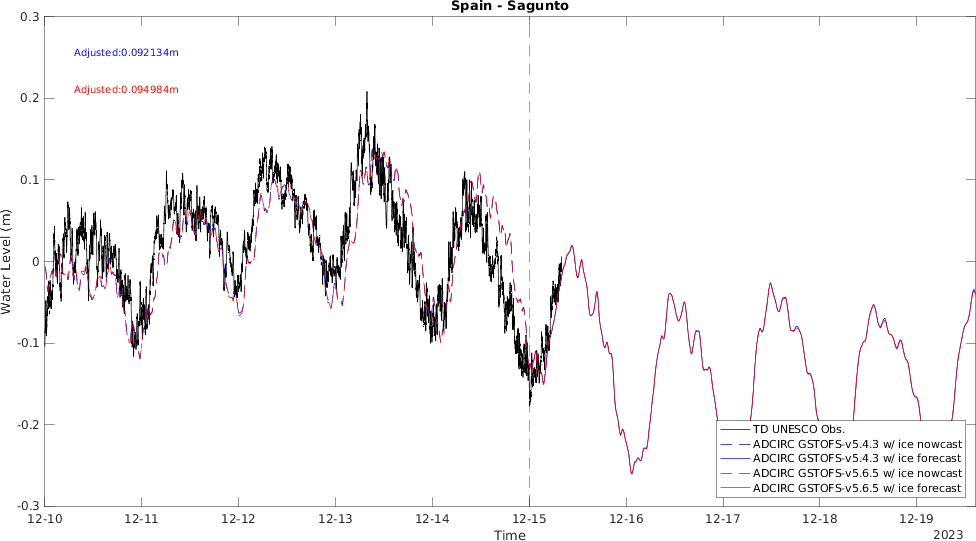 Spain - Sagunto
Adjusted:0.092134m
Adjusted:0.094984m
Water Level (m)
0.3
0.2
0.1
0
-0.1
-0.2
-0.3
TD UNESCO Obs.
ADCIRC GSTOFS-v5.4.3 w/ ice nowcast
ADCIRC GSTOFS-v5.4.3 w/ ice forecast
ADCIRC GSTOFS-v5.6.5 w/ ice nowcast
ADCIRC GSTOFS-v5.6.5 w/ ice forecast
12-10 12-11 12-12 12-13 12-14 12-15 12-16 12-17 12-18 12-19
Time
2023